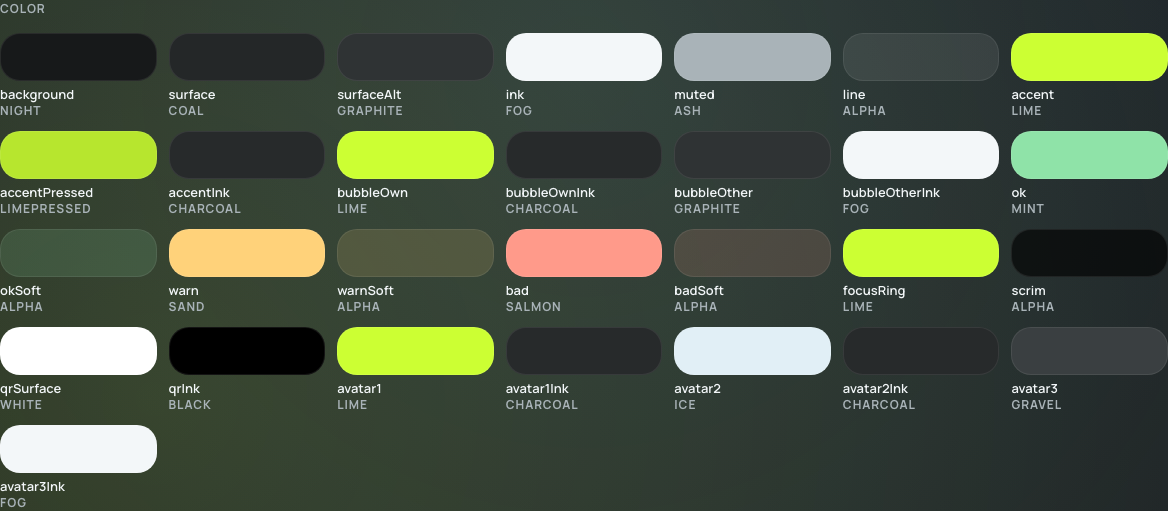 COLOR
background
NIGHT
surface
COAL
surfaceAlt
GRAPHITE
ink
FOG
muted
ASH
line
ALPHA
accent
LIME
accentPressed
LIMEPRESSED
accentInk
CHARCOAL
bubbleOwn
LIME
bubbleOwnInk
CHARCOAL
bubbleOther
GRAPHITE
bubbleOtherInk
FOG
ok
MINT
okSoft
ALPHA
warn
SAND
warnSoft
ALPHA
bad
SALMON
badSoft
ALPHA
focusRing
LIME
scrim
ALPHA
qrSurface
WHITE
qrInk
BLACK
avatar1
LIME
avatar1Ink
CHARCOAL
avatar2
ICE
avatar2Ink
CHARCOAL
avatar3
GRAVEL
avatar3Ink
FOG